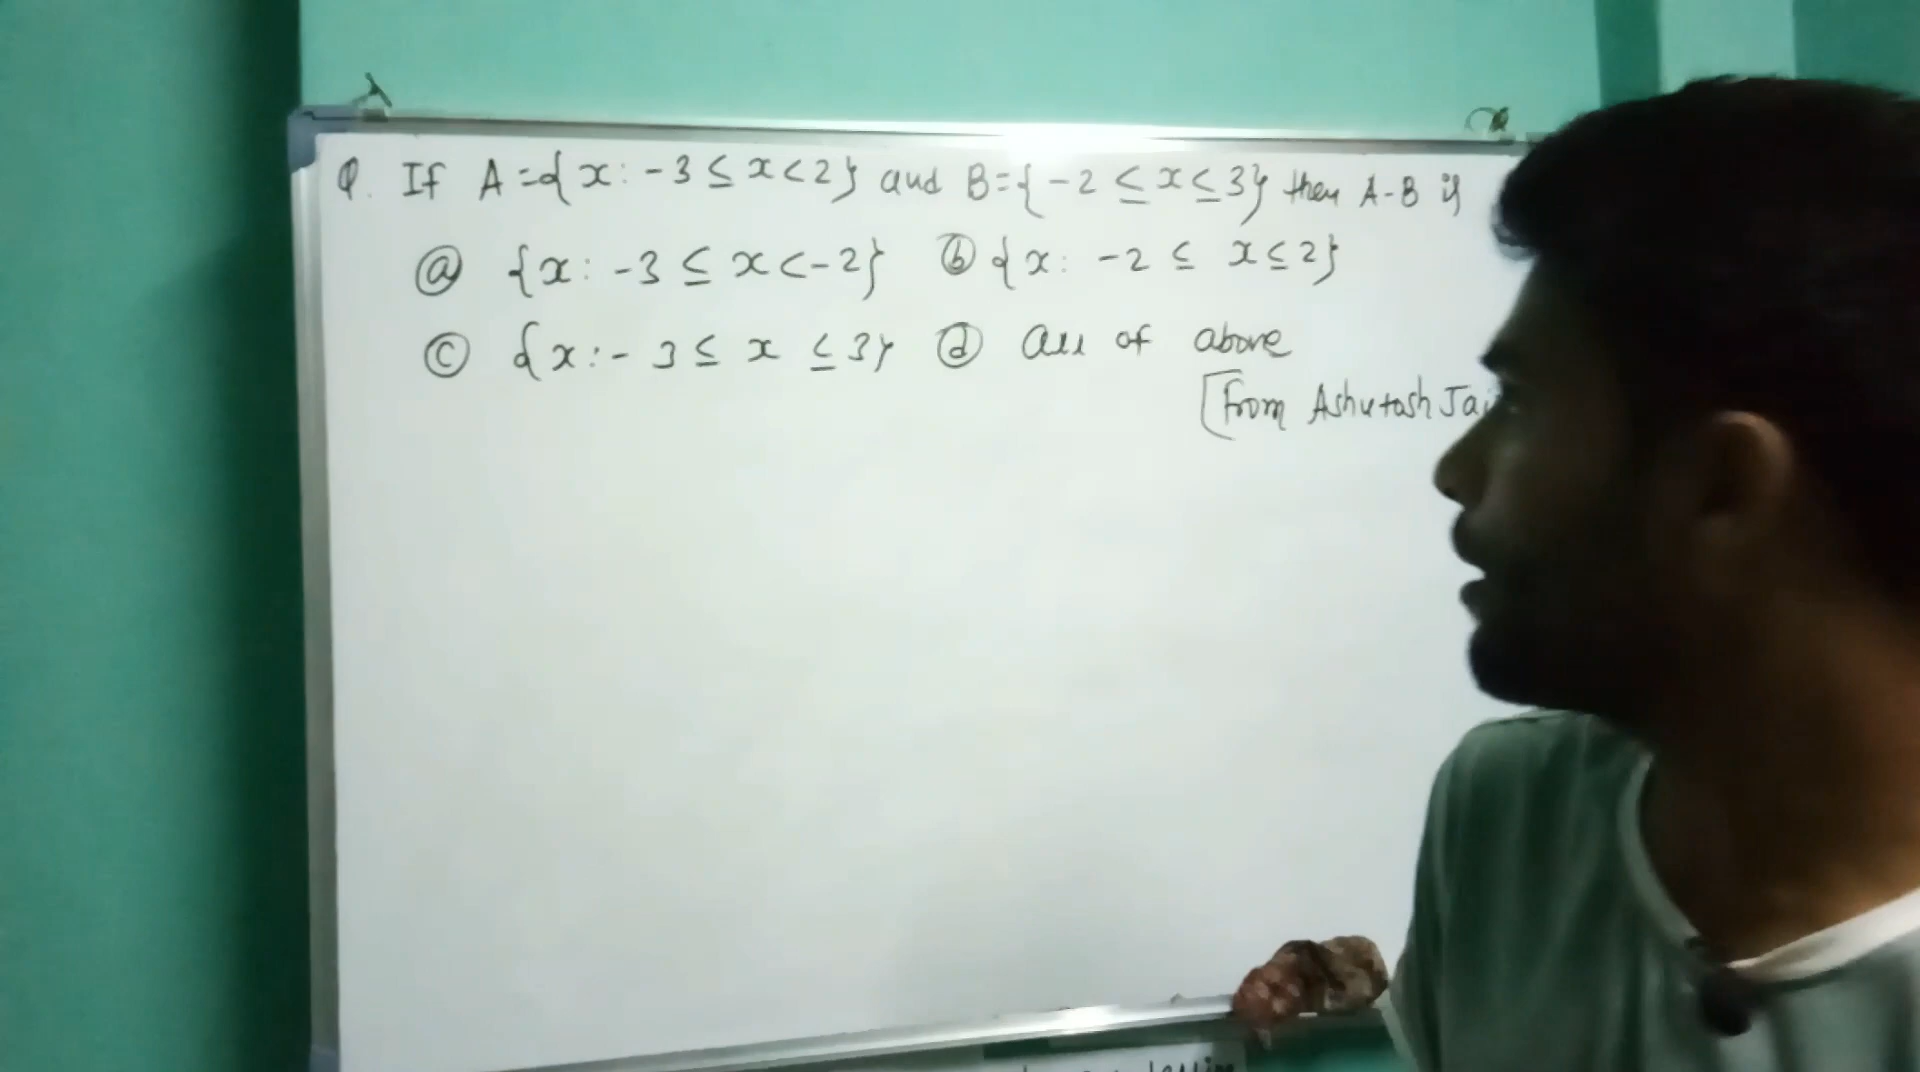 Q. If A={x: -3 ≤ x < 2} and B={-2 ≤ x ≤ 3} then A-B is
(a) {x: -3 ≤ x < -2} (b) {x: -2 ≤ x ≤ 2}
(c) {x: -3 ≤ x ≤ 3} (d) all of above
[From Ashutosh Jai